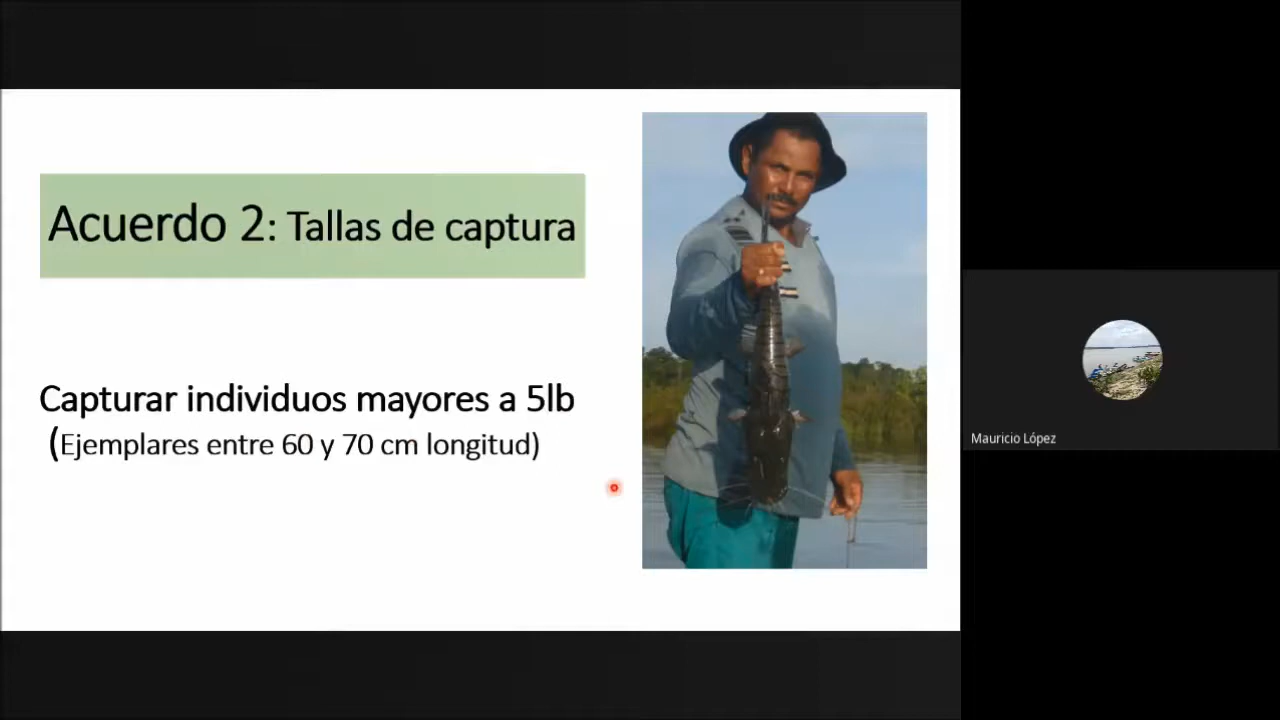 Acuerdo 2: Tallas de captura
Capturar individuos mayores a 5lb
(Ejemplares entre 60 y 70 cm longitud)
Mauricio López